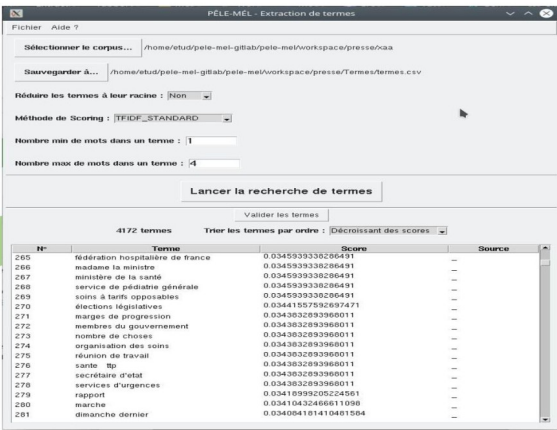 PÊLE-MÉL - Extraction de termes
Fichier Aide ?
Sélectionner le corpus... /home/etud/pele-mel-gitlab/pele-mel/workspace/presse/xaa
Sauvegarder à... /home/etud/pele-mel-gitlab/pele-mel/workspace/presse/Termes/termes.csv
Réduire les termes à leur racine : Non
Méthode de Scoring : TFIDF_STANDARD
Nombre min de mots dans un terme : 1
Nombre max de mots dans un terme : 4
Lancer la recherche de termes
Valider les termes
4172 termes Trier les termes par ordre : Décroissant des scores
N° Terme Score Source
265 fédération hospitalière de france 0.0345939338286491 _
266 madame la ministre 0.0345939338286491 _
267 ministère de la santé 0.0345939338286491 _
268 service de pédiatrie générale 0.0345939338286491 _
269 soins à tarifs opposables 0.0345939338286491 _
270 élections législatives 0.03441557592697471 _
271 marges de progression 0.0343832893968011 _
272 membres du gouvernement 0.0343832893968011 _
273 nombre de choses 0.0343832893968011 _
274 organisation des soins 0.0343832893968011 _
275 réunion de travail 0.0343832893968011 _
276 sante ttp 0.0343832893968011 _
277 secrétaire d'etat 0.0343832893968011 _
278 services d'urgences 0.0343832893968011 _
279 rapport 0.03418999205224561 _
280 marche 0.03410432466611098 _
281 dimanche dernier 0.034084181410481584 _